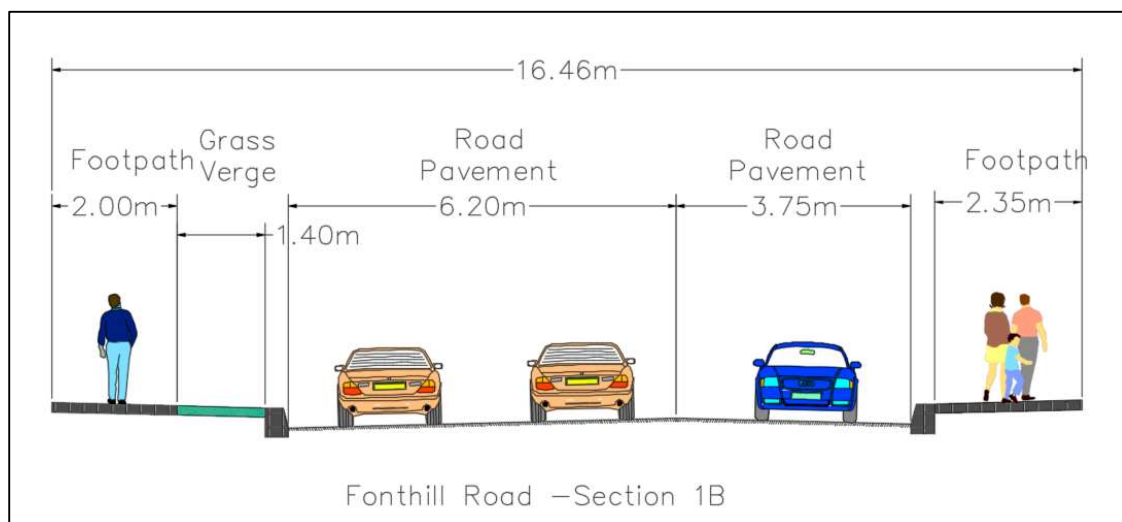 16.46m
Footpath
2.00m
Grass
Verge
1.40m
Road
Pavement
6.20m
Road
Pavement
3.75m
Footpath
2.35m
Fonthill Road -Section 1B